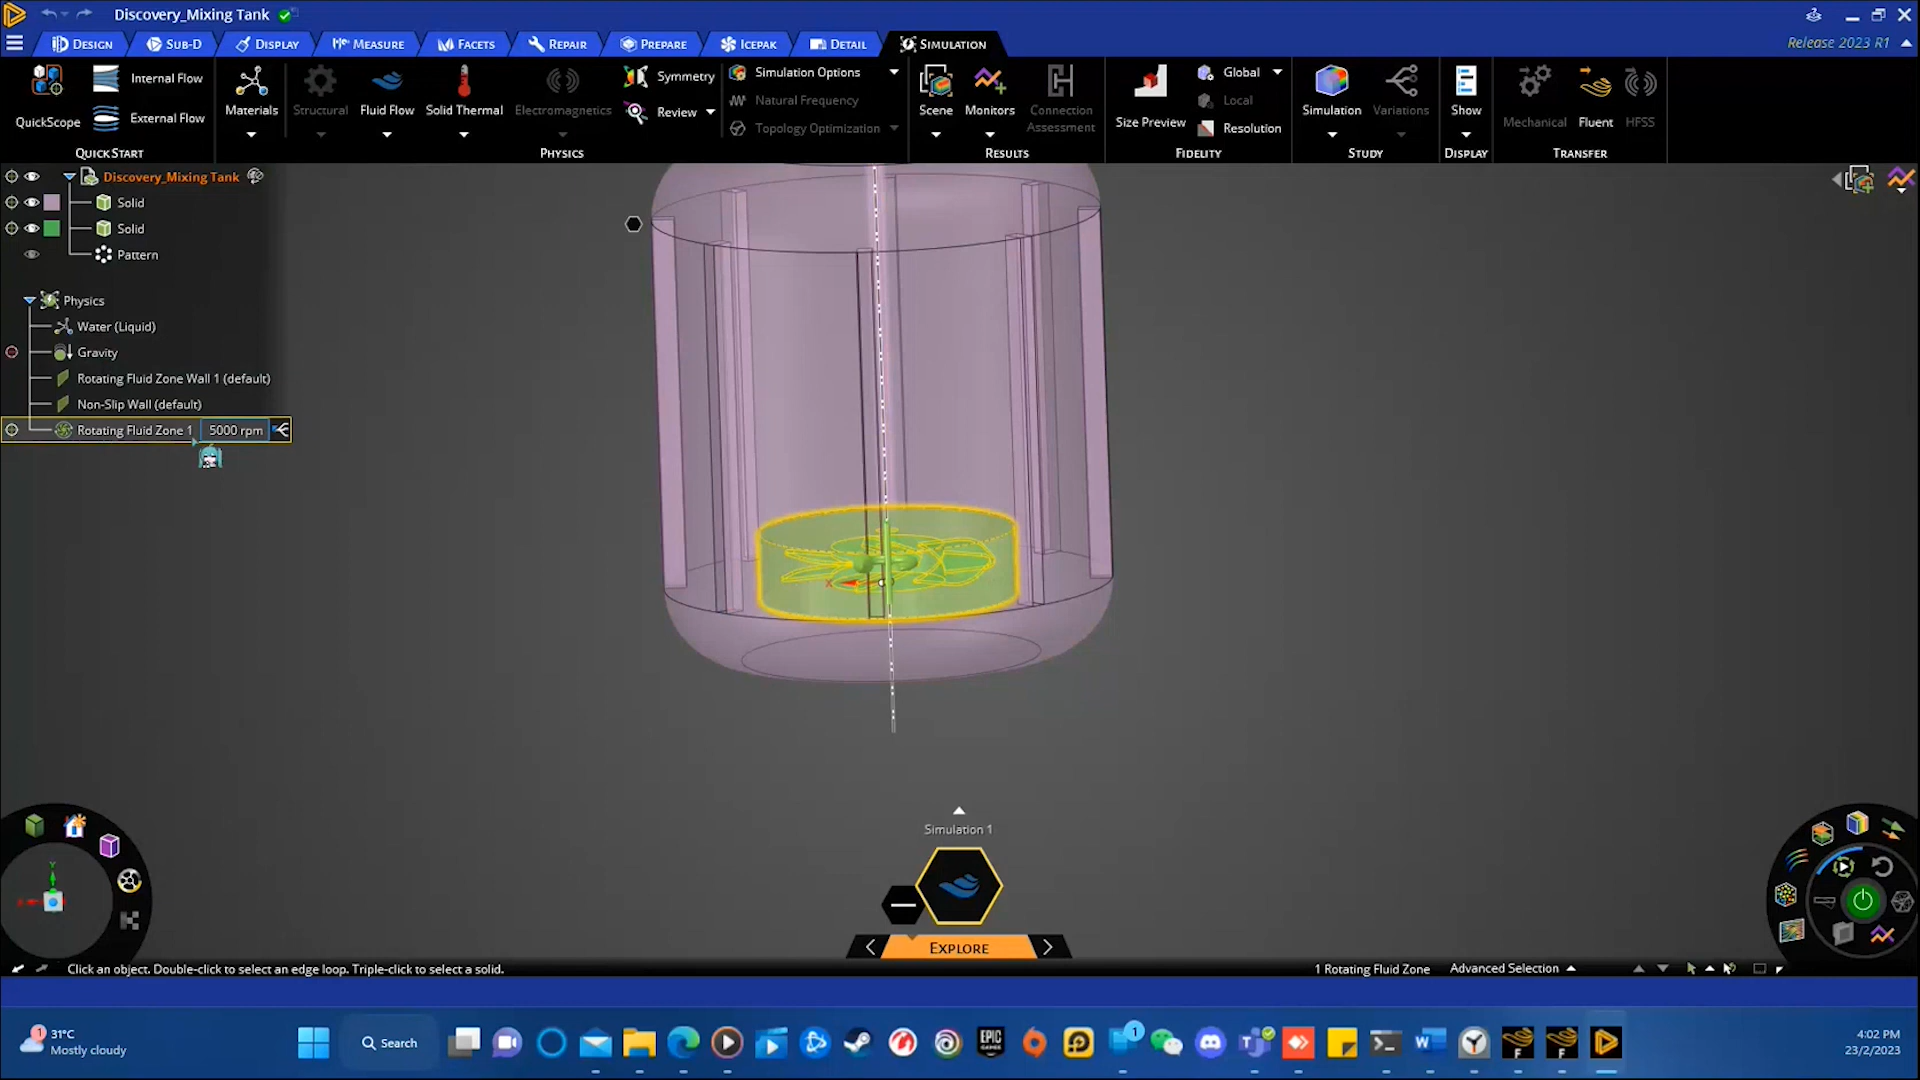 Discovery_Mixing Tank
DESIGN SUB-D DISPLAY MEASURE FACETS REPAIR PREPARE ICEPAK DETAIL SIMULATION
Release 2023 R1
QuickScope
Internal Flow
External Flow
QUICKSTART
Materials
Structural
Fluid Flow
Solid Thermal
Electromagnetics
Symmetry
Review
Simulation Options
Natural Frequency
Topology Optimization
PHYSICS
Scene
Monitors
Connection
Assessment
RESULTS
Size Preview
Global
Local
Resolution
FIDELITY
Simulation
Variations
STUDY
Show
DISPLAY
Mechanical
Fluent
HFSS
TRANSFER
Discovery_Mixing Tank
Solid
Solid
Pattern
Physics
Water (Liquid)
Gravity
Rotating Fluid Zone Wall 1 (default)
Non-Slip Wall (default)
Rotating Fluid Zone 1 5000 rpm
X
Y
Simulation 1
EXPLORE
Click an object. Double-click to select an edge loop. Triple-click to select a solid.
1 Rotating Fluid Zone
Advanced Selection
1
31°C
Mostly cloudy
Search
EPIC
GAMES
1
W
F
F
4:02 PM
23/2/2023